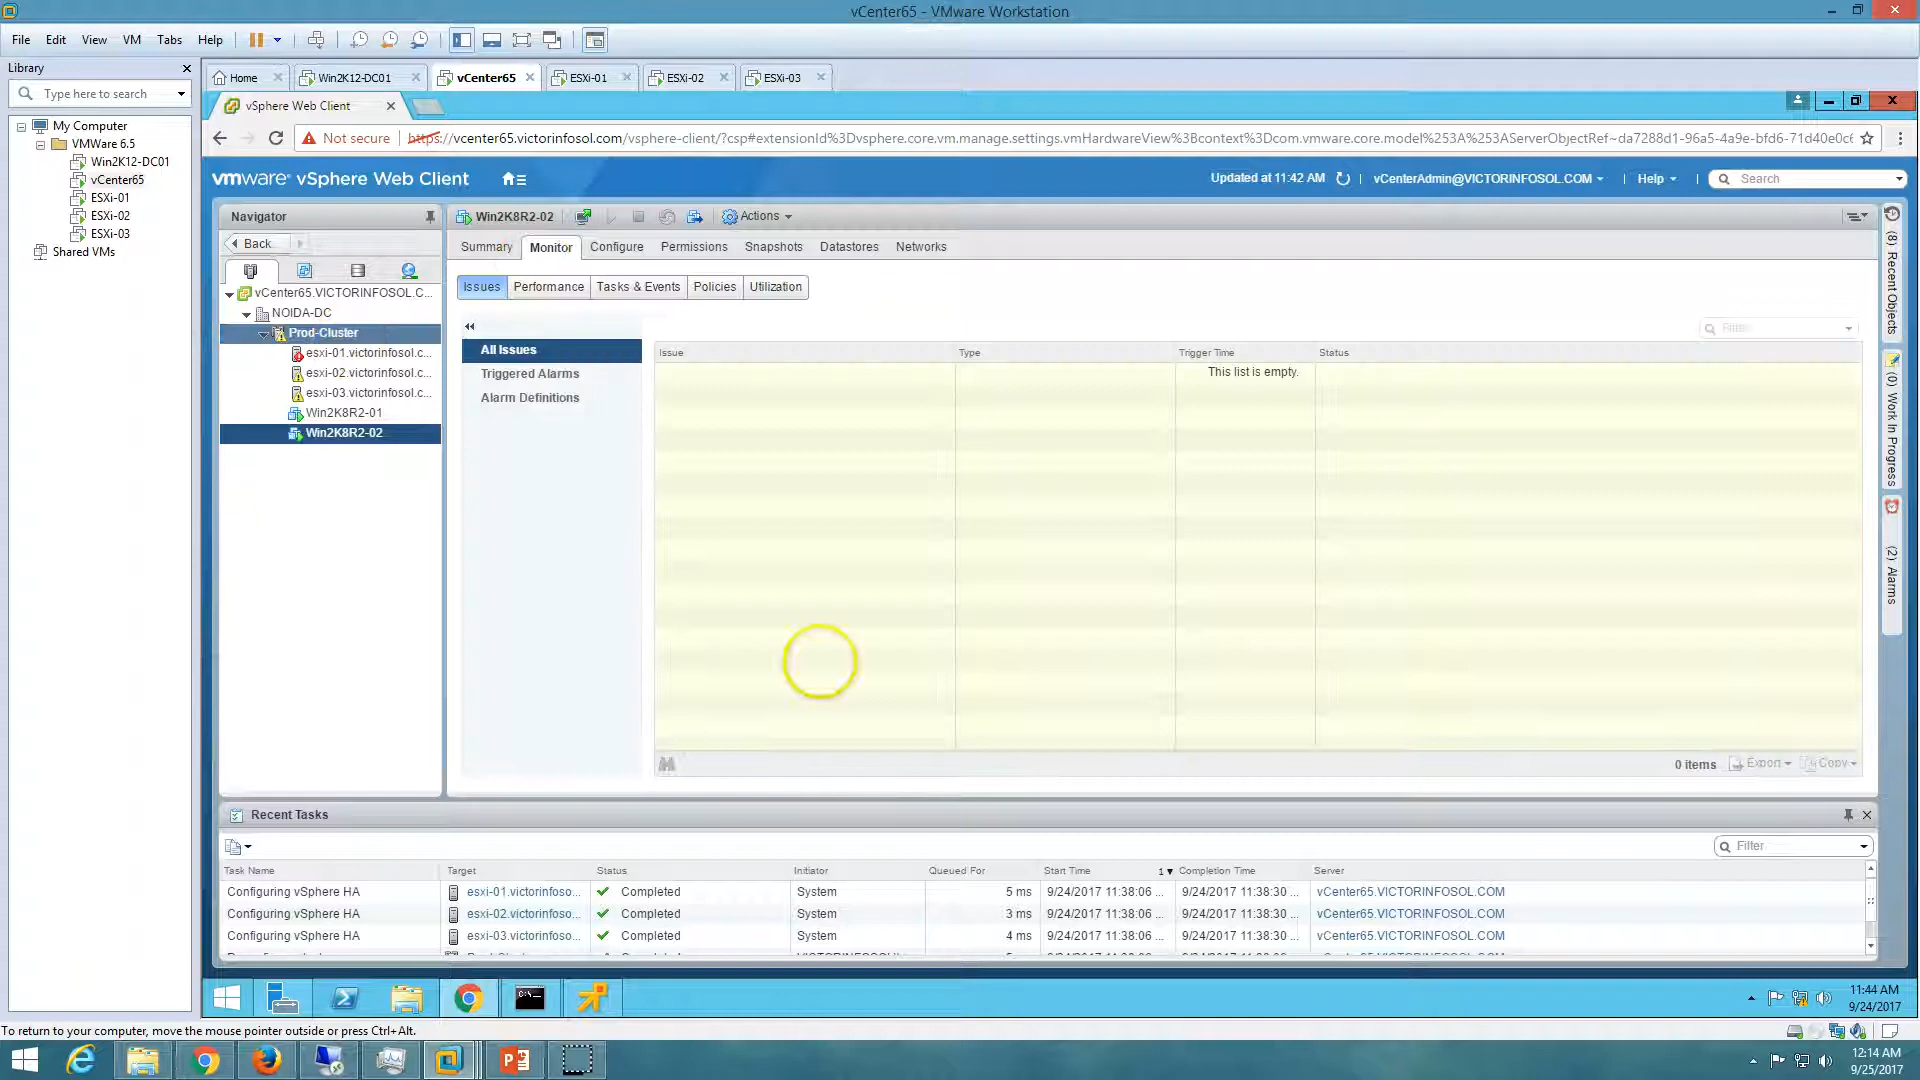 vCenter65 - VMware Workstation
File Edit View VM Tabs Help
Library
Type here to search
My Computer
VMWare 6.5
Win2K12-DC01
vCenter65
ESXi-01
ESXi-02
ESXi-03
Shared VMs
Home Win2K12-DC01 vCenter65 ESXi-01 ESXi-02 ESXi-03
vSphere Web Client
Not secure https://vcenter65.victorinfosol.com/vsphere-client/?csp#extensionId%3Dvsphere.core.vm.manage.settings.vmHardwareView%3Bcontext%3Dcom.vmware.core.model%253A%253AServerObjectRef~da7288d1-96a5-4a9e-bfd6-71d40e0c6
vmware vSphere Web Client
Updated at 11:42 AM vCenterAdmin@VICTORINFOSOL.COM Help Search
Navigator
Back
vCenter65.VICTORINFOSOL.C...
NOIDA-DC
Prod-Cluster
esxi-01.victorinfosol.c...
esxi-02.victorinfosol.c...
esxi-03.victorinfosol.c...
Win2K8R2-01
Win2K8R2-02
Win2K8R2-02 Actions
Summary Monitor Configure Permissions Snapshots Datastores Networks
Issues Performance Tasks & Events Policies Utilization
All Issues
Triggered Alarms
Alarm Definitions
Filter
Issue Type Trigger Time Status
This list is empty.
0 items Export Copy
(8) Recent Objects
(0) Work In Progress
(2) Alarms
Recent Tasks
Filter
Task Name Target Status Initiator Queued For Start Time 1 Completion Time Server
Configuring vSphere HA esxi-01.victorinfoso... Completed System 5 ms 9/24/2017 11:38:06 ... 9/24/2017 11:38:30 ... vCenter65.VICTORINFOSOL.COM
Configuring vSphere HA esxi-02.victorinfoso... Completed System 3 ms 9/24/2017 11:38:06 ... 9/24/2017 11:38:30 ... vCenter65.VICTORINFOSOL.COM
Configuring vSphere HA esxi-03.victorinfoso... Completed System 4 ms 9/24/2017 11:38:06 ... 9/24/2017 11:38:30 ... vCenter65.VICTORINFOSOL.COM
11:44 AM
9/24/2017
To return to your computer, move the mouse pointer outside or press Ctrl+Alt.
12:14 AM
9/25/2017